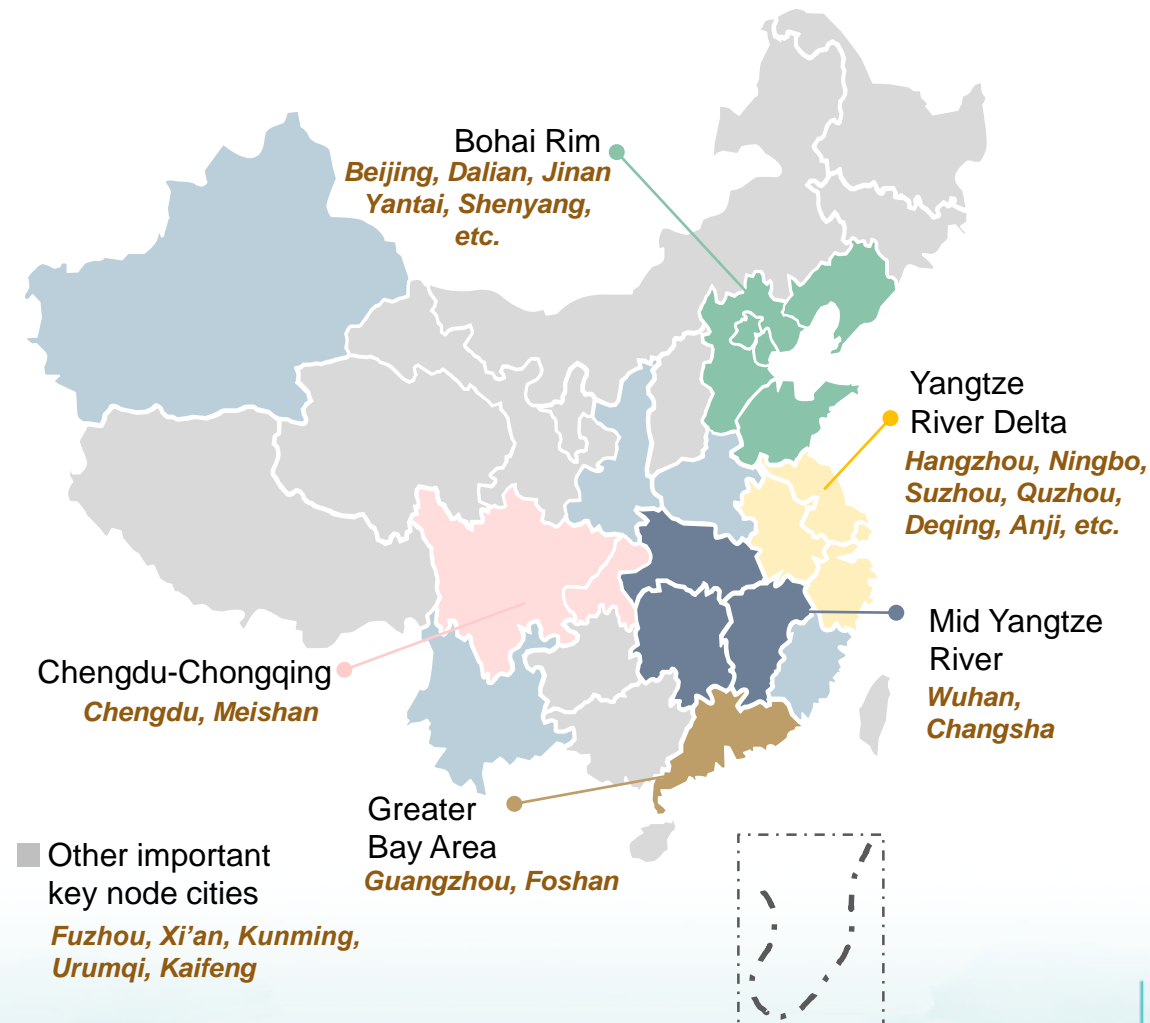 Bohai Rim
Beijing, Dalian, Jinan
Yantai, Shenyang,
etc.
Yangtze
River Delta
Hangzhou, Ningbo,
Suzhou, Quzhou,
Deqing, Anji, etc.
Mid Yangtze
River
Wuhan,
Changsha
Chengdu-Chongqing
Chengdu, Meishan
Greater
Bay Area
Guangzhou, Foshan
Other important
key node cities
Fuzhou, Xi’an, Kunming,
Urumqi, Kaifeng